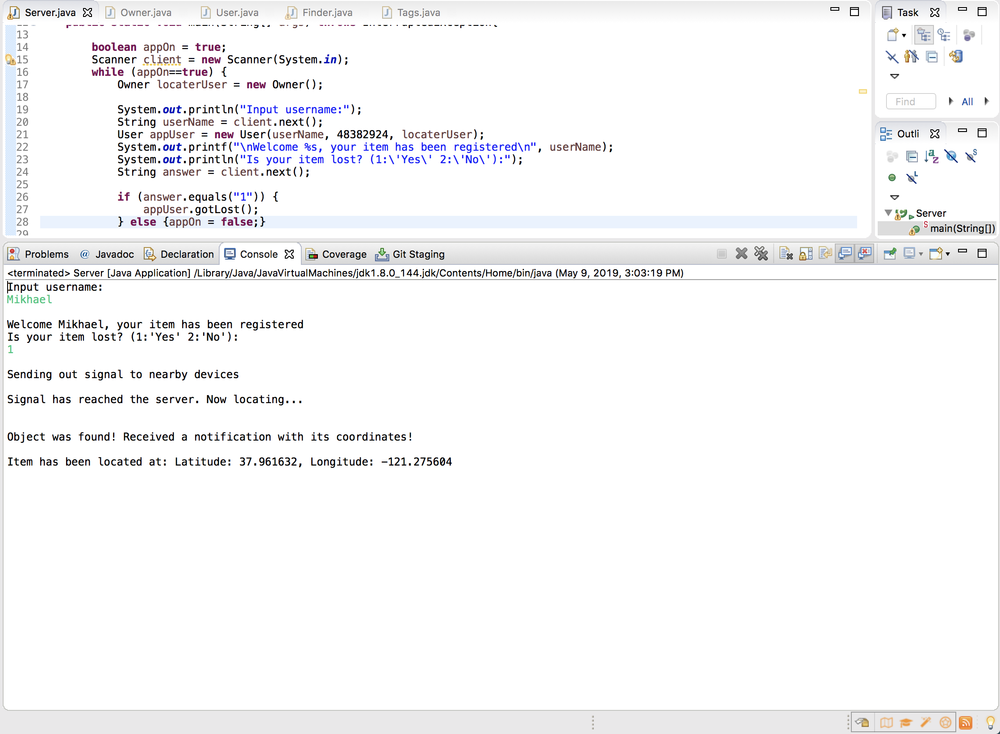 Server.java Owner.java User.java Finder.java Tags.java
public static void main(String[] args) throws InterruptedException{
13
14 boolean appOn = true;
15 Scanner client = new Scanner(System.in);
16 while (appOn==true) {
17 Owner locaterUser = new Owner();
18
19 System.out.println("Input username:");
20 String userName = client.next();
21 User appUser = new User(userName, 48382924, locaterUser);
22 System.out.printf("\nWelcome %s, your item has been registered\n", userName);
23 System.out.println("Is your item lost? (1:\'Yes\' 2:\'No\'):");
24 String answer = client.next();
25
26 if (answer.equals("1")) {
27 appUser.gotLost();
28 } else {appOn = false;}
29
Task
Find All
Outli
Server
main(String[])
Problems @ Javadoc Declaration Console Coverage Git Staging
<terminated> Server [Java Application] /Library/Java/JavaVirtualMachines/jdk1.8.0_144.jdk/Contents/Home/bin/java (May 9, 2019, 3:03:19 PM)
Input username:
Mikhael
Welcome Mikhael, your item has been registered
Is your item lost? (1:'Yes' 2:'No'):
1
Sending out signal to nearby devices
Signal has reached the server. Now locating...
Object was found! Received a notification with its coordinates!
Item has been located at: Latitude: 37.961632, Longitude: -121.275604